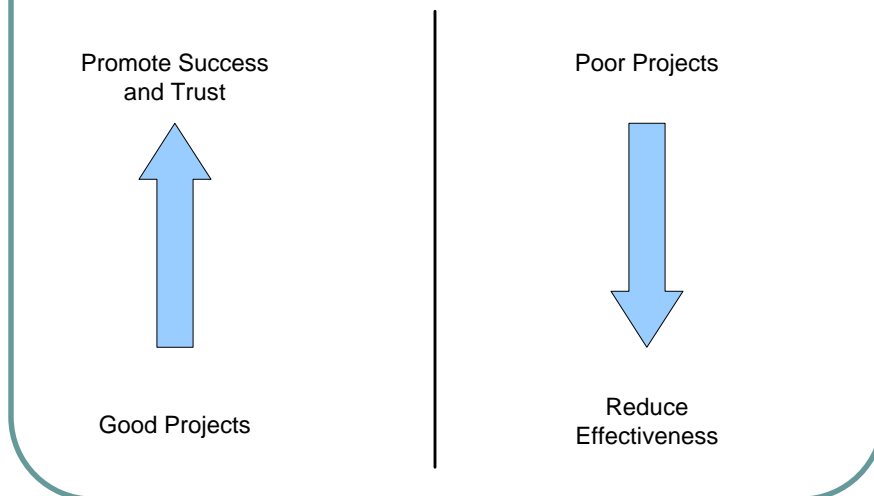 Promote Success
and Trust
Good Projects
Poor Projects
Reduce
Effectiveness